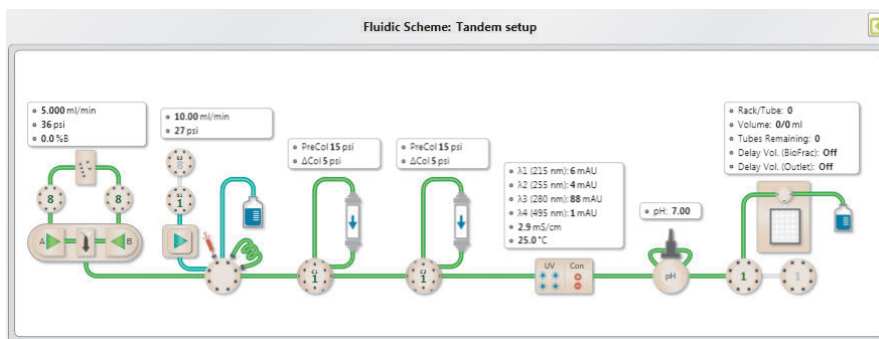 Fluidic Scheme: Tandem setup
5.000 ml/min
36 psi
0.0 %B
10.00 ml/min
27 psi
PreCol 15 psi
ΔCol 5 psi
PreCol 15 psi
ΔCol 5 psi
λ1 (215 nm): 6 mAU
λ2 (255 nm): 4 mAU
λ3 (280 nm): 88 mAU
λ4 (495 nm): 1 mAU
2.9 mS/cm
25.0 °C
pH: 7.00
Rack/Tube: 0
Volume: 0/0 ml
Tubes Remaining: 0
Delay Vol. (BioFrac): Off
Delay Vol. (Outlet): Off
8
8
A
B
1
C1
1
C2
1
UV
Con
pH
1
1